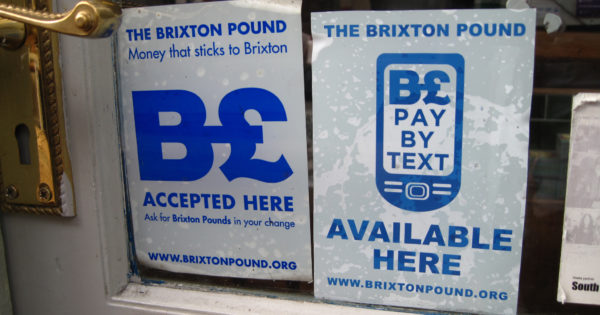 THE BRIXTON POUND
Money that sticks to Brixton
B£
ACCEPTED HERE
Ask for Brixton Pounds in your change
WWW.BRIXTONPOUND.ORG
THE BRIXTON POUND
B£
PAY
BY
TEXT
AVAILABLE
HERE
WWW.BRIXTONPOUND.ORG
South